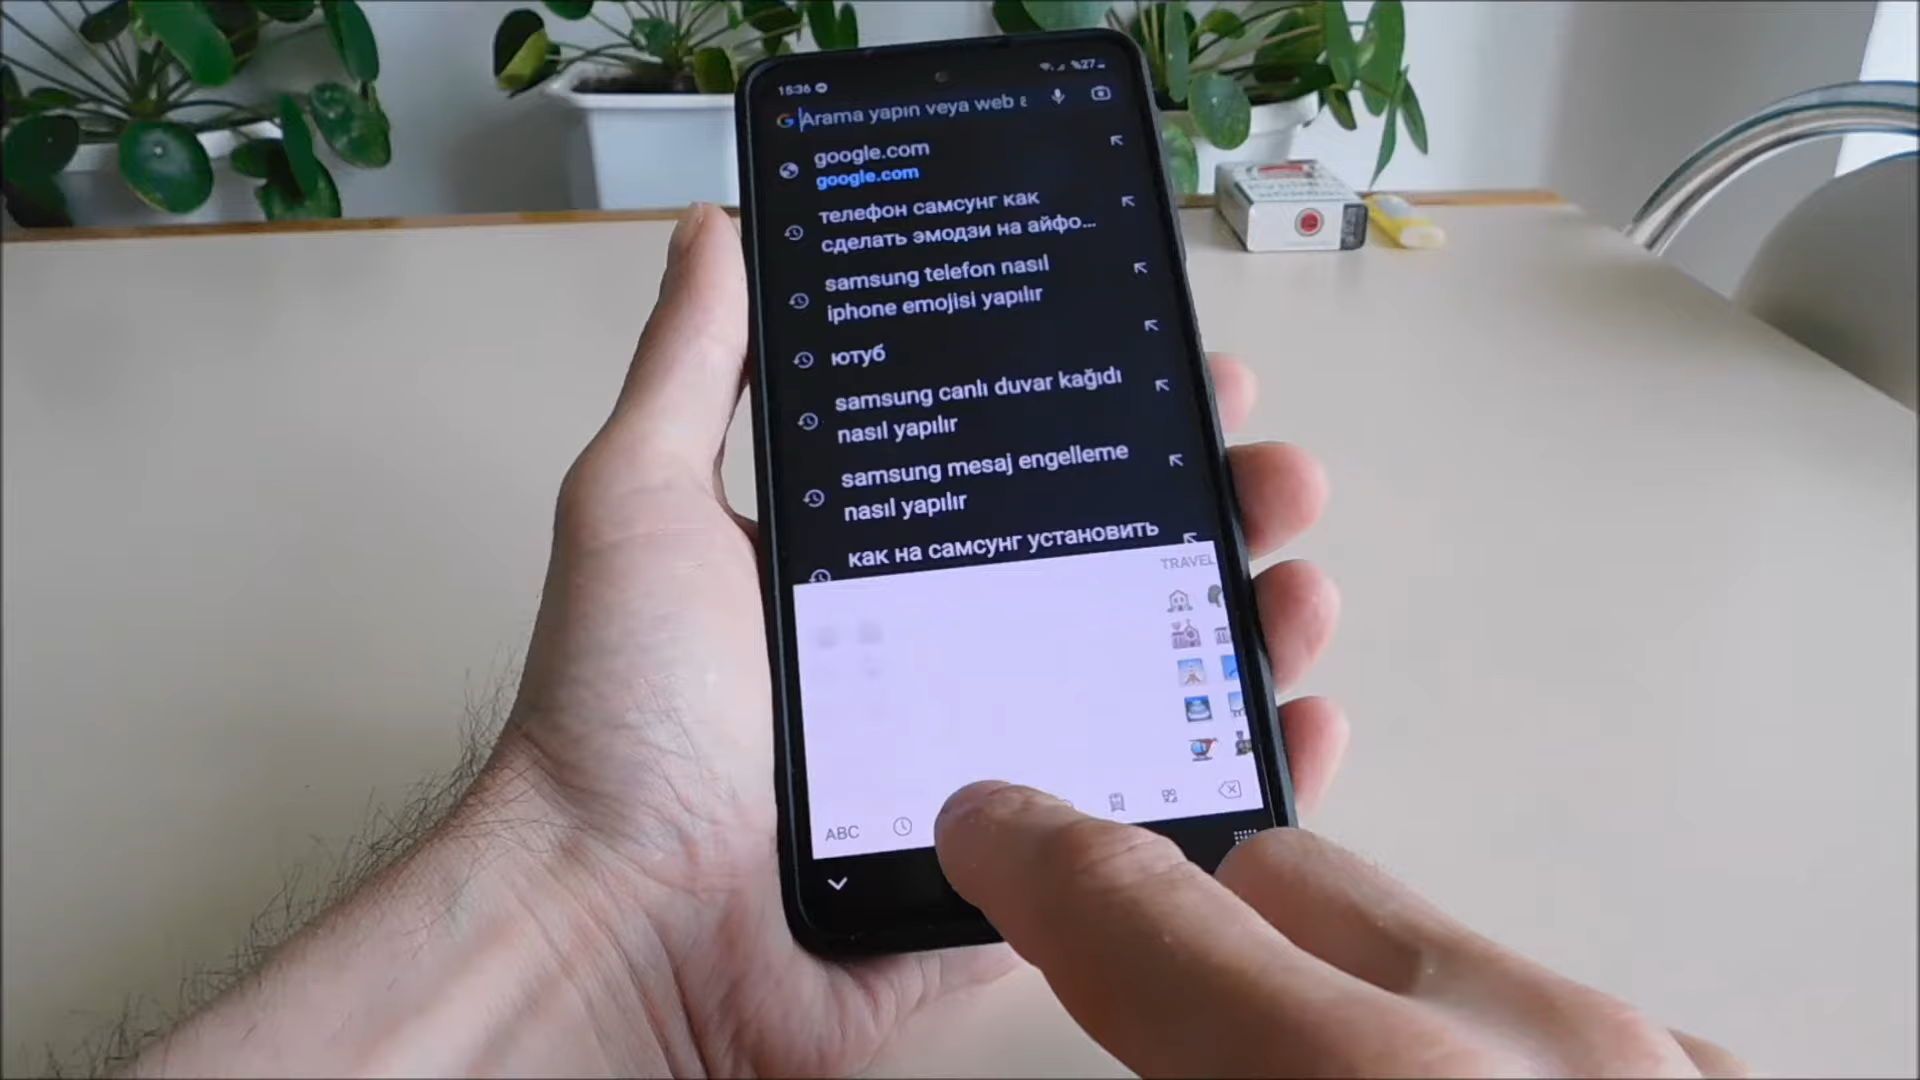 15:36
%27
Arama yapın veya web a
google.com
google.com
телефон самсунг как
сделать эмодзи на айфо...
samsung telefon nasıl
iphone emojisi yapılır
ютуб
samsung canlı duvar kağıdı
nasıl yapılır
samsung mesaj engelleme
nasıl yapılır
как на самсунг установить
TRAVEL
ABC